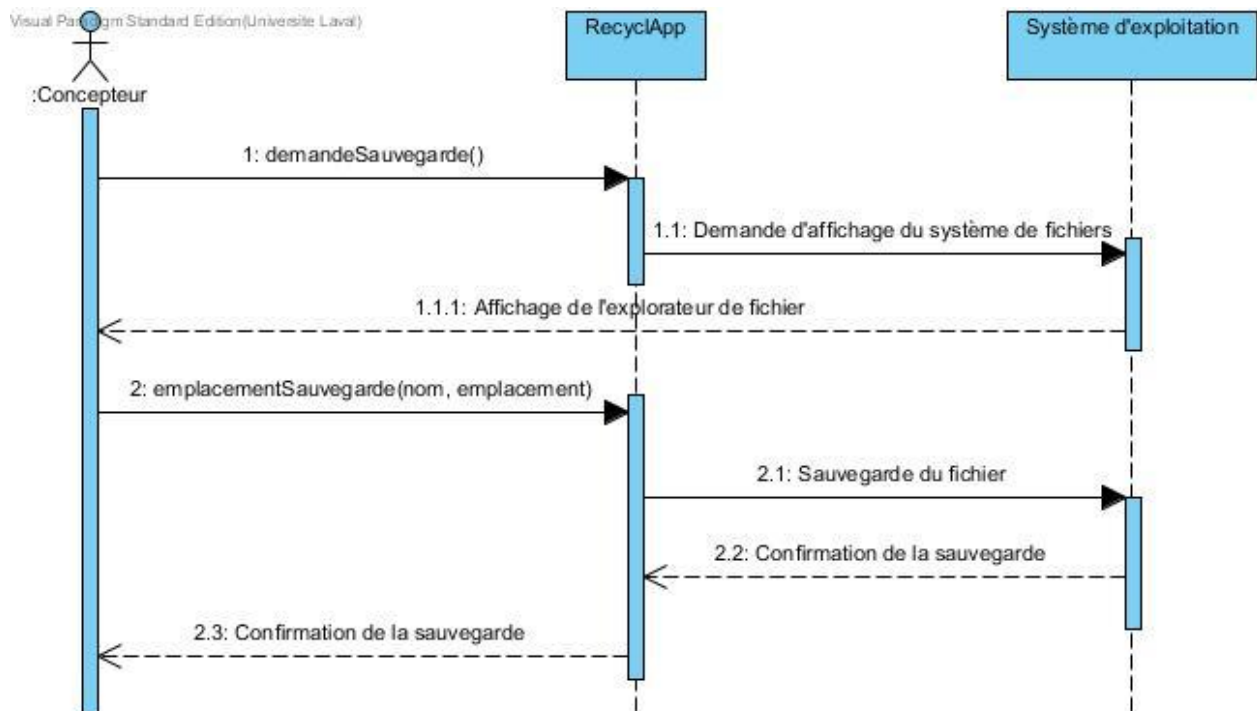 Visual Paradigm Standard Edition(Universite Laval)
RecyclApp
Système d'exploitation
:Concepteur
1: demandeSauvegarde()
1.1: Demande d'affichage du système de fichiers
1.1.1: Affichage de l'explorateur de fichier
2: emplacementSauvegarde(nom, emplacement)
2.1: Sauvegarde du fichier
2.2: Confirmation de la sauvegarde
2.3: Confirmation de la sauvegarde